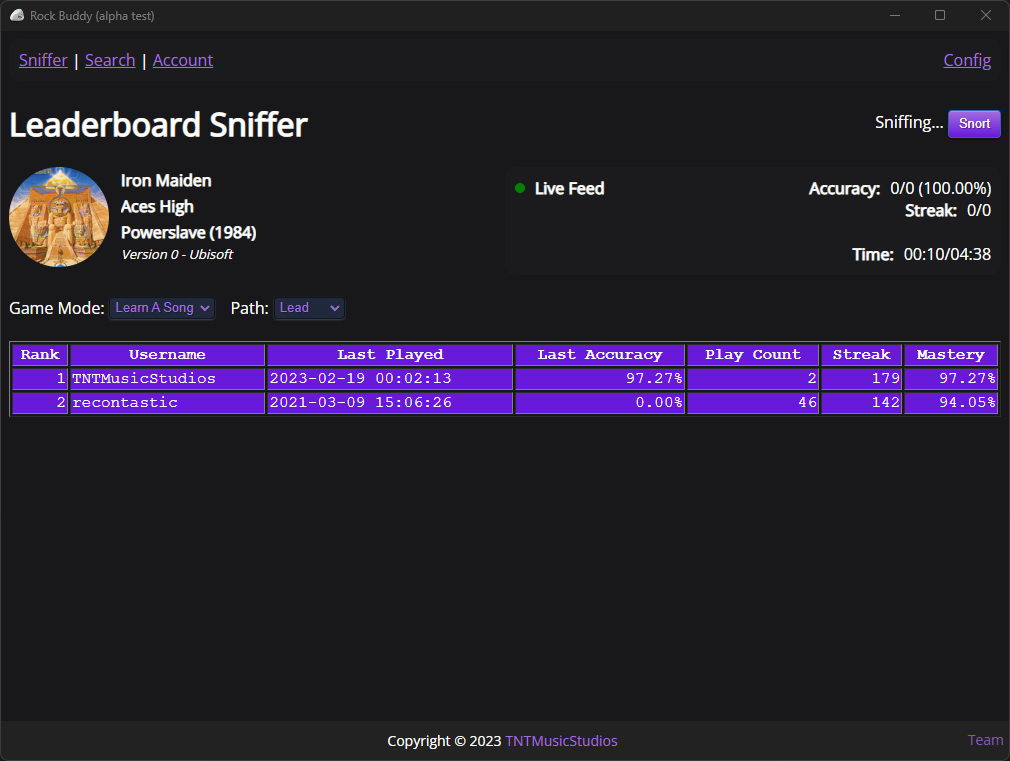 Rock Buddy (alpha test)
Sniffer | Search | Account
Config
Leaderboard Sniffer
Sniffing... Snort
Iron Maiden
Aces High
Powerslave (1984)
Version 0 - Ubisoft
Live Feed
Accuracy: 0/0 (100.00%)
Streak: 0/0
Time: 00:10/04:38
Game Mode: Learn A Song Path: Lead
Rank Username Last Played Last Accuracy Play Count Streak Mastery
1 TNTMusicStudios 2023-02-19 00:02:13 97.27% 2 179 97.27%
2 recontastic 2021-03-09 15:06:26 0.00% 46 142 94.05%
Copyright © 2023 TNTMusicStudios
Team